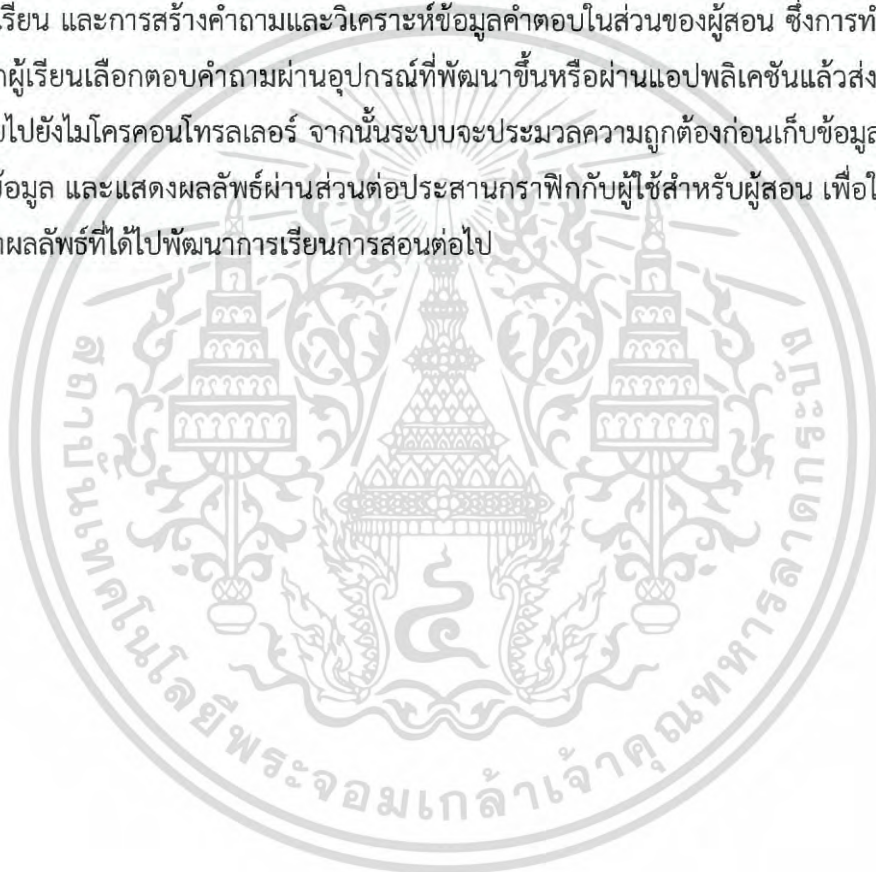 เรียน และการสร้างคำถามและวิเคราะห์ข้อมูลคำตอบในส่วนของผู้สอน ซึ่งการทำ
ผู้เรียนเลือกตอบคำถามผ่านอุปกรณ์ที่พัฒนาขึ้นหรือผ่านแอปพลิเคชันแล้วส่ง
ไปยังไมโครคอนโทรลเลอร์ จากนั้นระบบจะประมวลความถูกต้องก่อนเก็บข้อมูล
ข้อมูล และแสดงผลลัพธ์ผ่านส่วนต่อประสานกราฟิกกับผู้ใช้สำหรับผู้สอน เพื่อใ
ผลลัพธ์ที่ได้ไปพัฒนาการเรียนการสอนต่อไป
สถาบันเทคโนโลยีพระจอมเกล้าเจ้าคุณทหารลาดกระบัง
๔